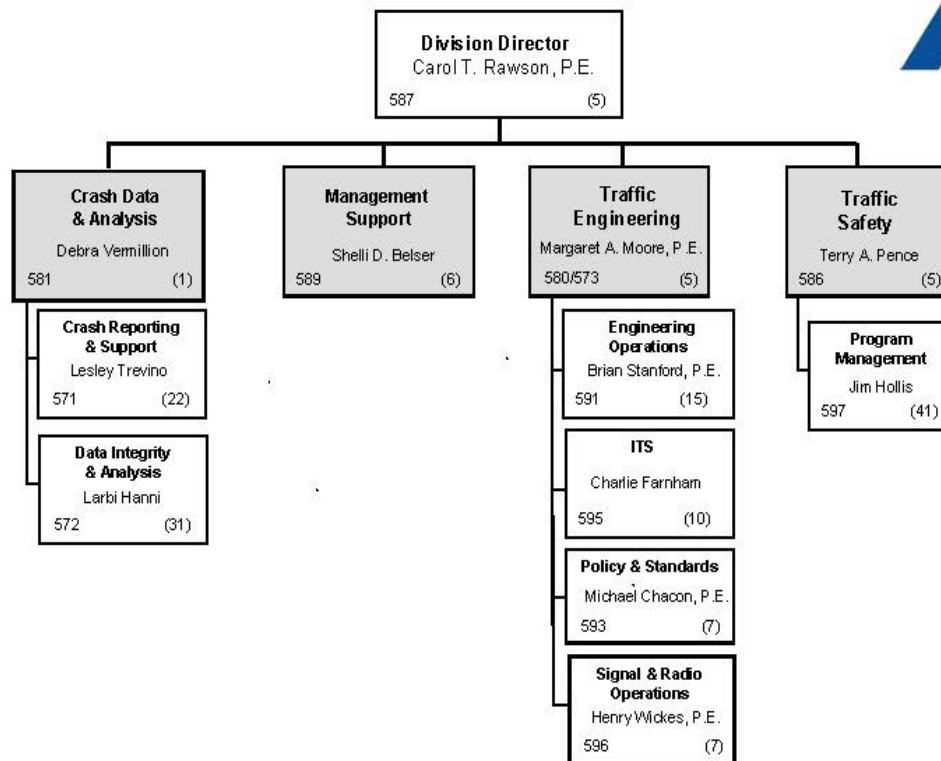 Division Director
Carol T. Rawson, P.E.
587 (5)
Crash Data
& Analysis
Debra Vermillion
581 (1)
Crash Reporting
& Support
Lesley Trevino
571 (22)
Data Integrity
& Analysis
Larbi Hanni
572 (31)
Management
Support
Shelli D. Belser
589 (6)
Traffic
Engineering
Margaret A. Moore, P.E.
580/573 (5)
Engineering
Operations
Brian Stanford, P.E.
591 (15)
ITS
Charlie Farnham
595 (10)
Policy & Standards
Michael Chacon, P.E.
593 (7)
Signal & Radio
Operations
Henry Wickes, P.E.
596 (7)
Traffic
Safety
Terry A. Pence
586 (5)
Program
Management
Jim Hollis
597 (41)